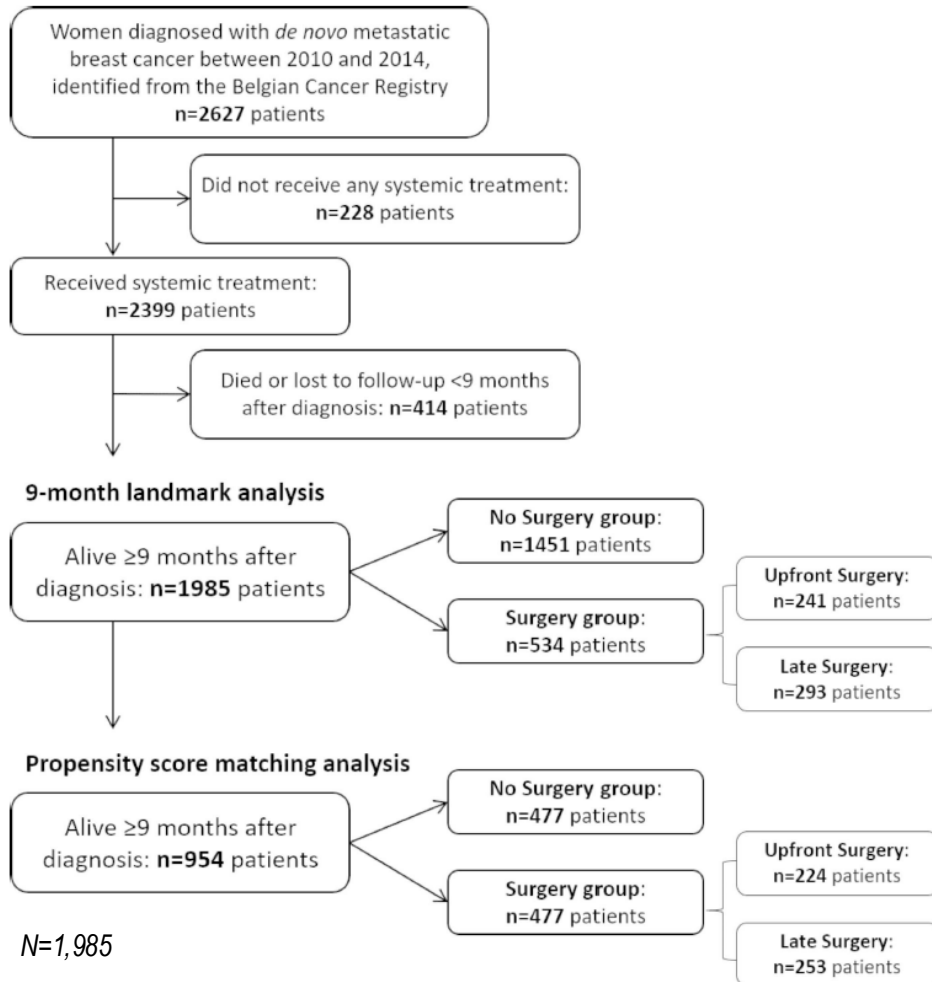 Women diagnosed with de novo metastatic
breast cancer between 2010 and 2014,
identified from the Belgian Cancer Registry
n=2627 patients
Did not receive any systemic treatment:
n=228 patients
Received systemic treatment:
n=2399 patients
Died or lost to follow-up <9 months
after diagnosis: n=414 patients
9-month landmark analysis
Alive ≥9 months after
diagnosis: n=1985 patients
No Surgery group:
n=1451 patients
Surgery group:
n=534 patients
Upfront Surgery:
n=241 patients
Late Surgery:
n=293 patients
Propensity score matching analysis
Alive ≥9 months after
diagnosis: n=954 patients
No Surgery group:
n=477 patients
Surgery group:
n=477 patients
Upfront Surgery:
n=224 patients
Late Surgery:
n=253 patients
N=1,985